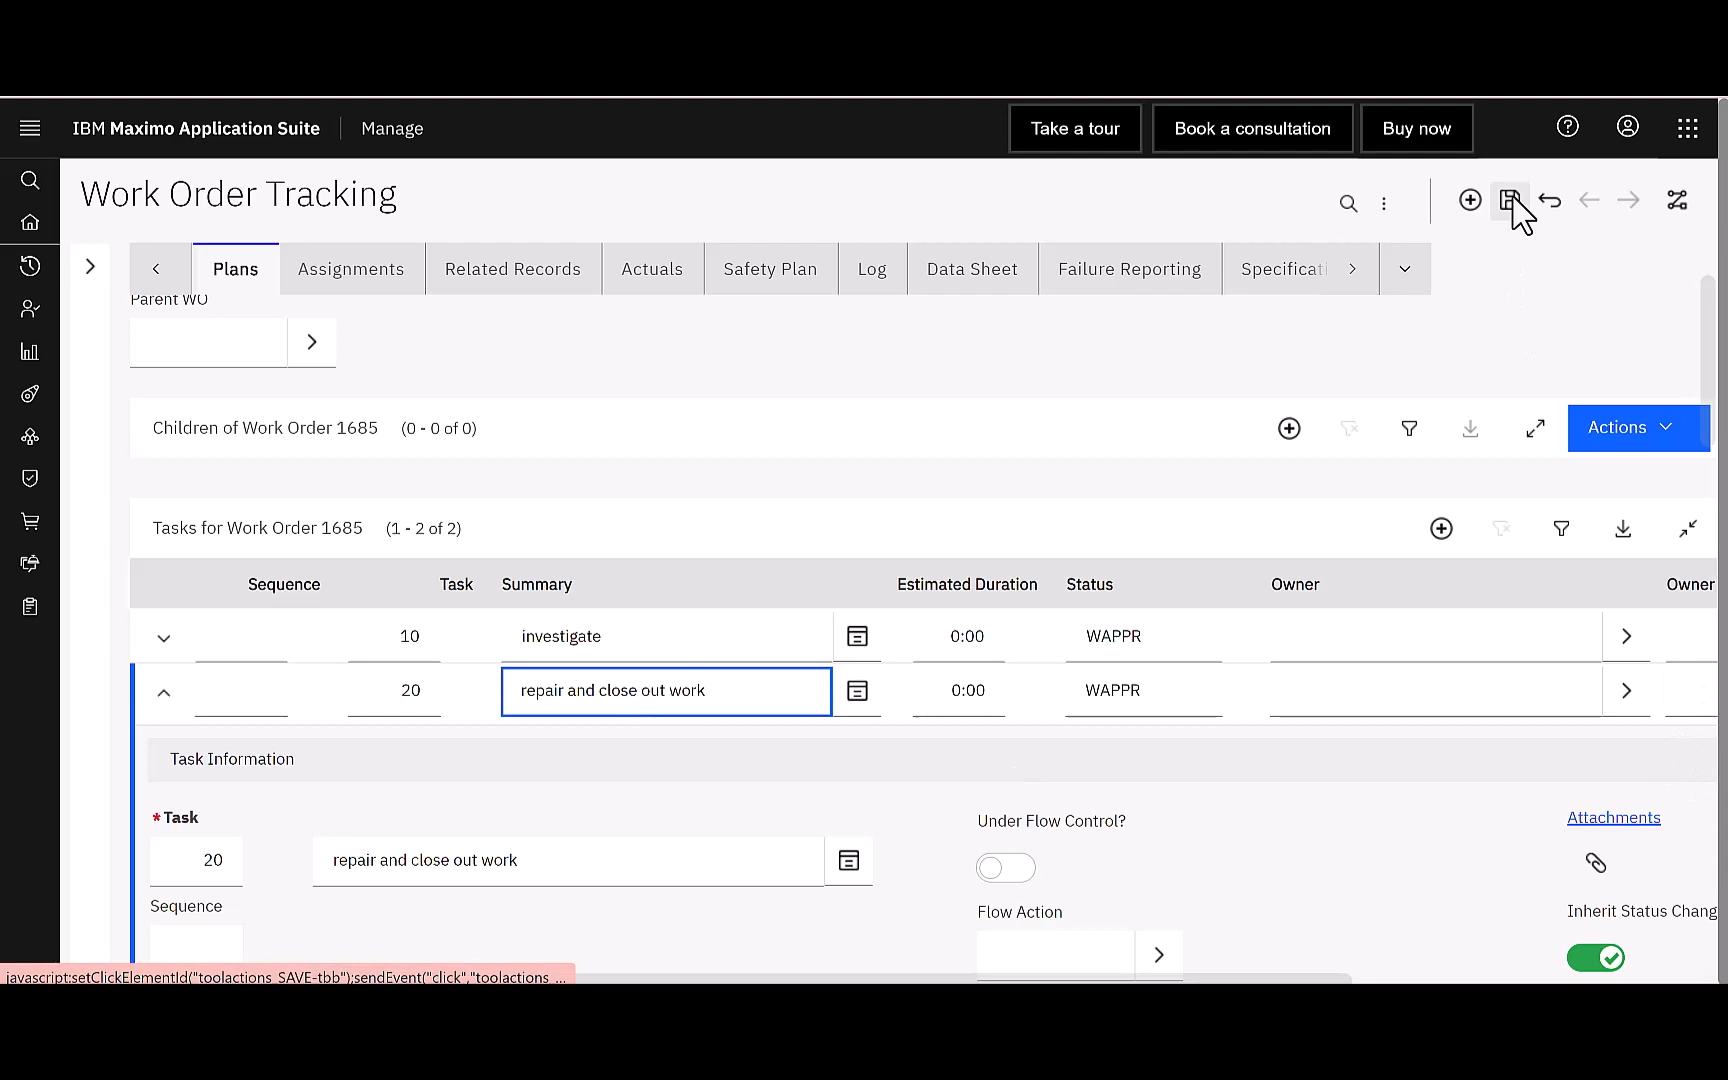 IBM Maximo Application Suite Manage Take a tour Book a consultation Buy now
Work Order Tracking
Plans Assignments Related Records Actuals Safety Plan Log Data Sheet Failure Reporting Specificati
Parent WO
Children of Work Order 1685 (0 - 0 of 0) Actions
Tasks for Work Order 1685 (1 - 2 of 2)
Sequence Task Summary Estimated Duration Status Owner Owner
10 investigate 0:00 WAPPR
20 repair and close out work 0:00 WAPPR
Task Information
*Task Under Flow Control? Attachments
20 repair and close out work
Sequence Flow Action Inherit Status Chang
javascript:setClickElementId("toolactions_SAVE-tbb");sendEvent("click","toolactions_...